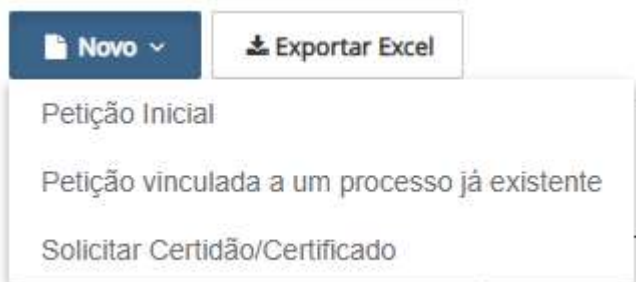 Novo
Exportar Excel
Petição Inicial
Petição vinculada a um processo já existente
Solicitar Certidão/Certificado